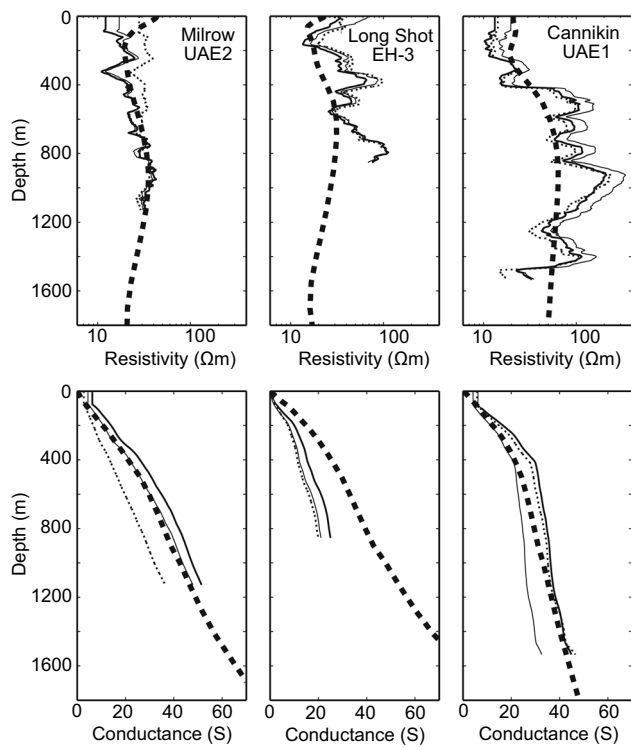 Milrow
UAE2
Long Shot
EH-3
Cannikin
UAE1
0
400
800
1200
1600
Depth (m)
10 100
10 100
10 100
Resistivity (Ωm)
Resistivity (Ωm)
Resistivity (Ωm)
0
400
800
1200
1600
Depth (m)
0 20 40 60
0 20 40 60
0 20 40 60
Conductance (S)
Conductance (S)
Conductance (S)